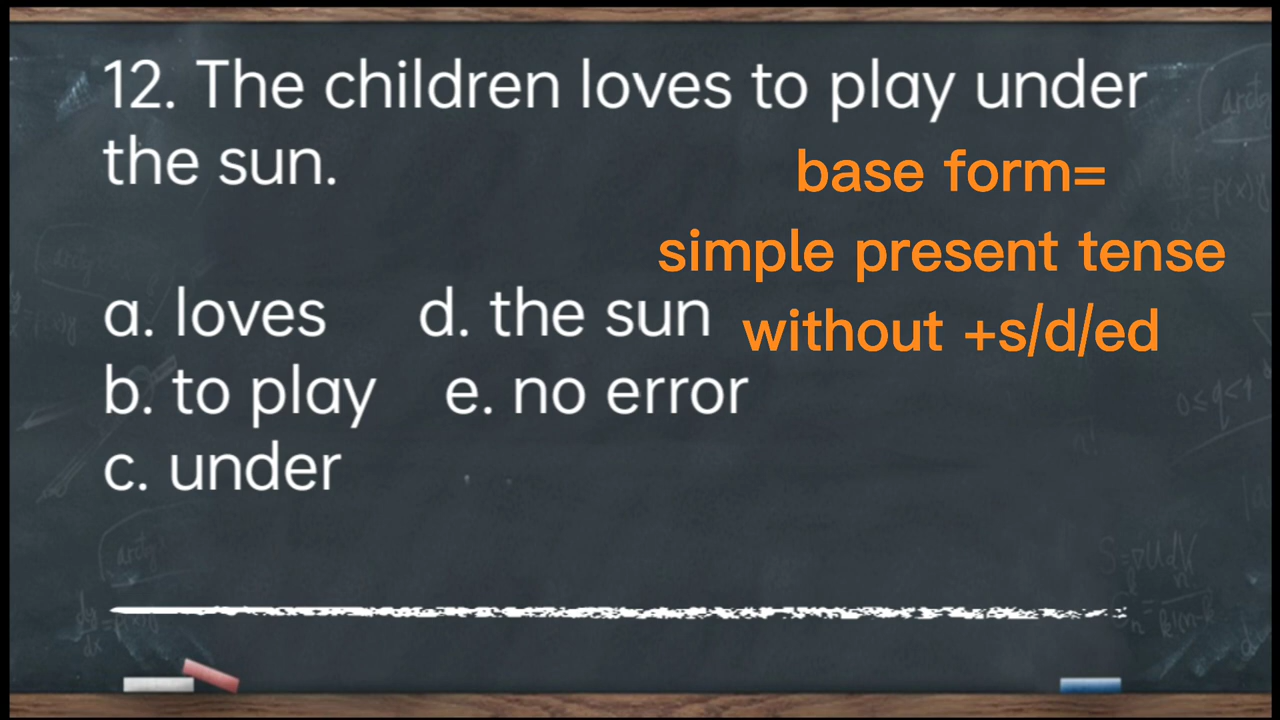 12. The children loves to play under
the sun.
base form=
simple present tense
without +s/d/ed
a. loves d. the sun
b. to play e. no error
c. under